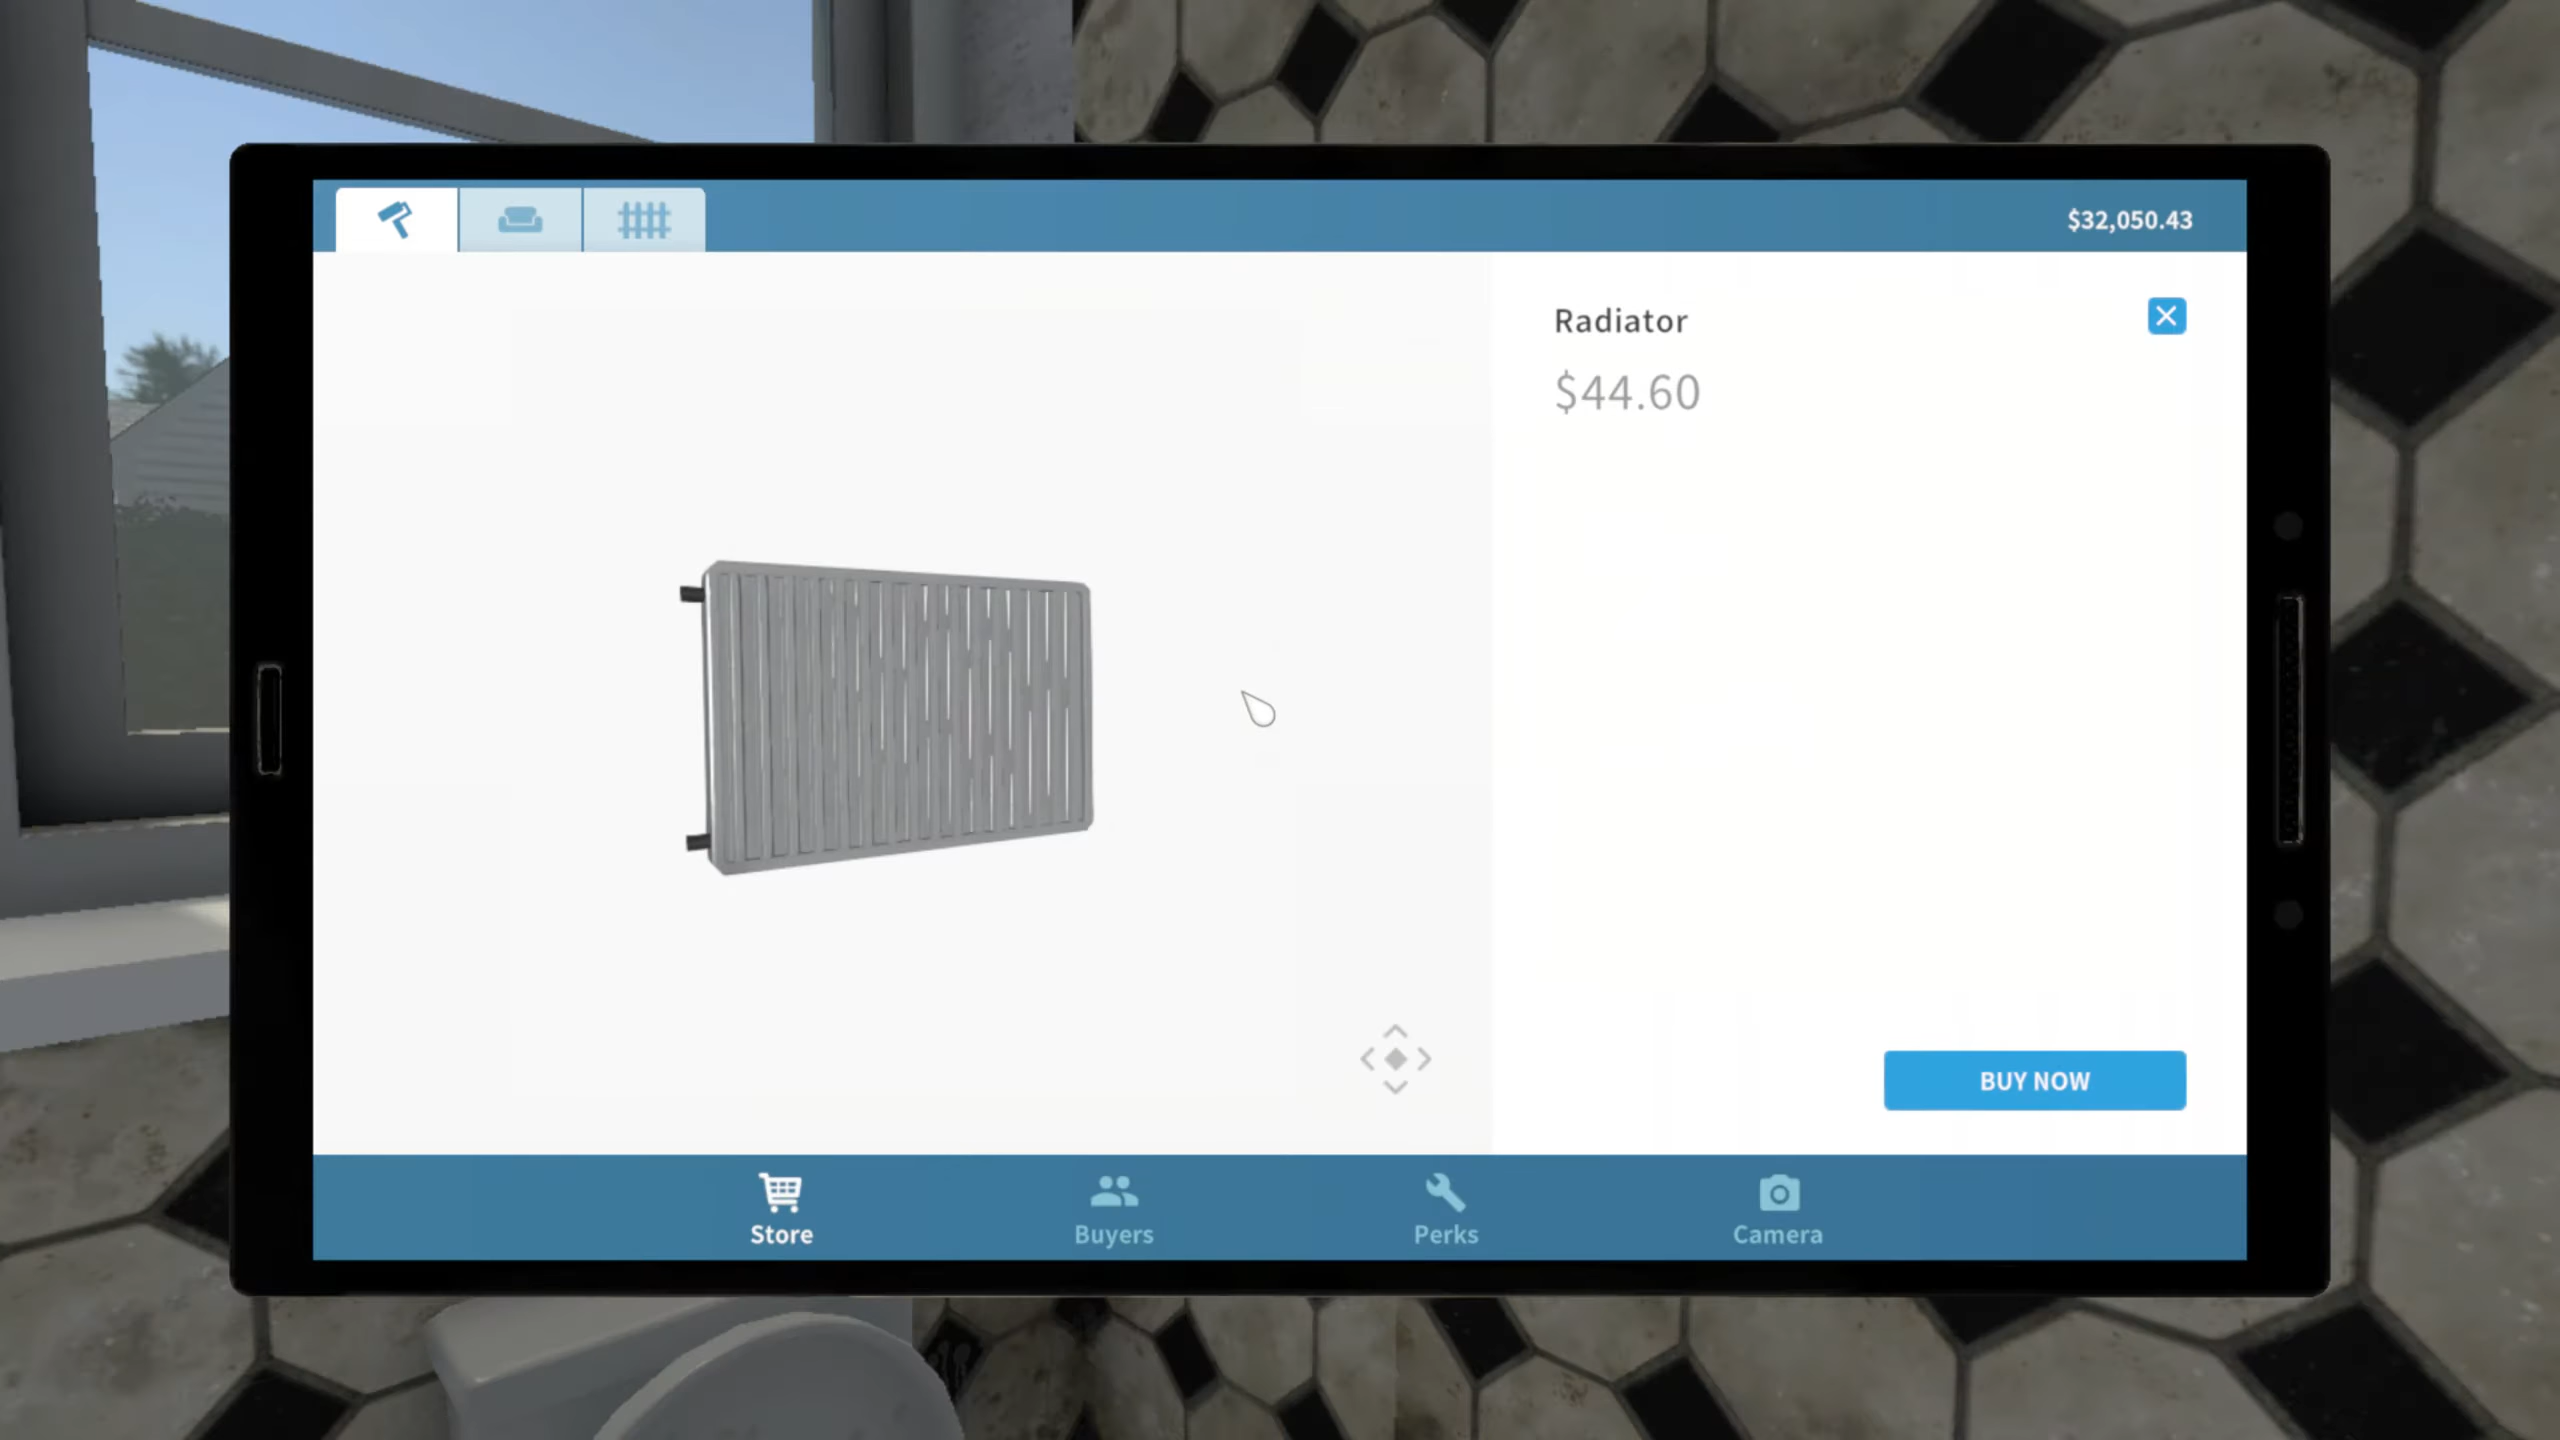 $32,050.43
Radiator
$44.60
BUY NOW
Store
Buyers
Perks
Camera